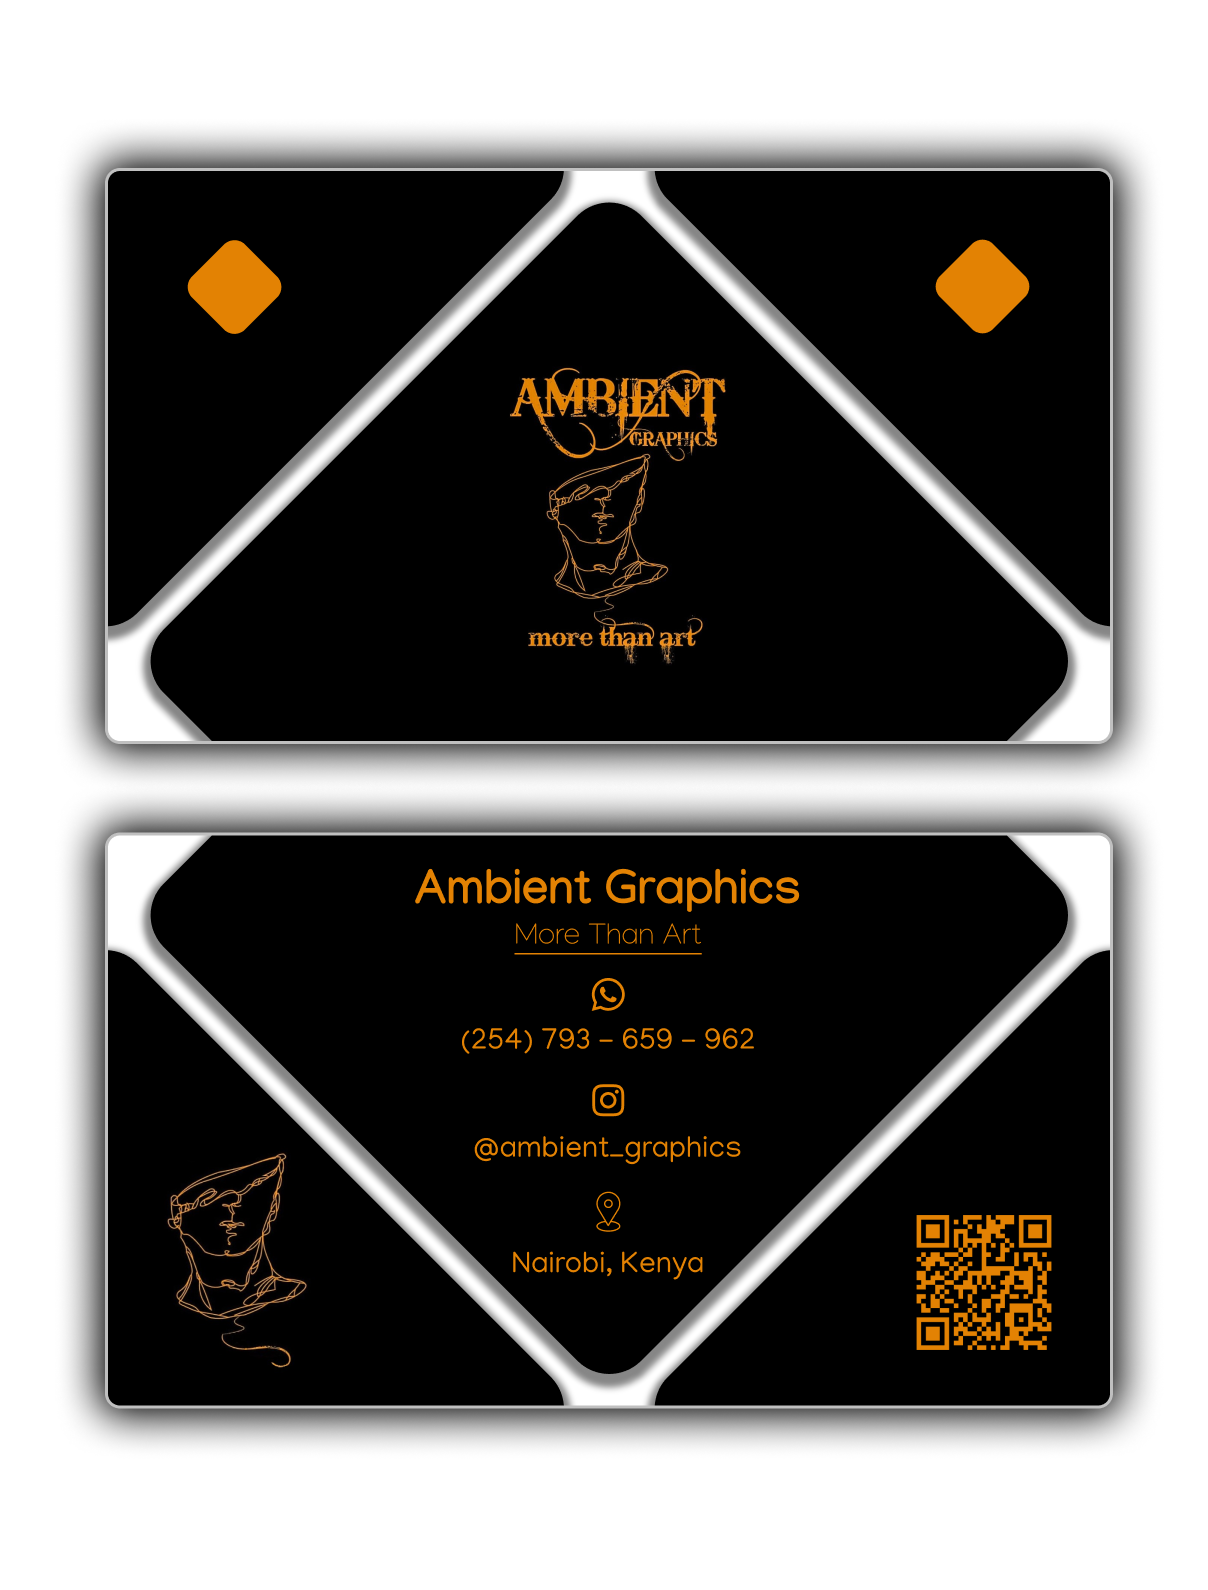 AMBIENT
GRAPHICS
more than art
Ambient Graphics
More Than Art
(254) 793 – 659 – 962
@ambient_graphics
Nairobi, Kenya